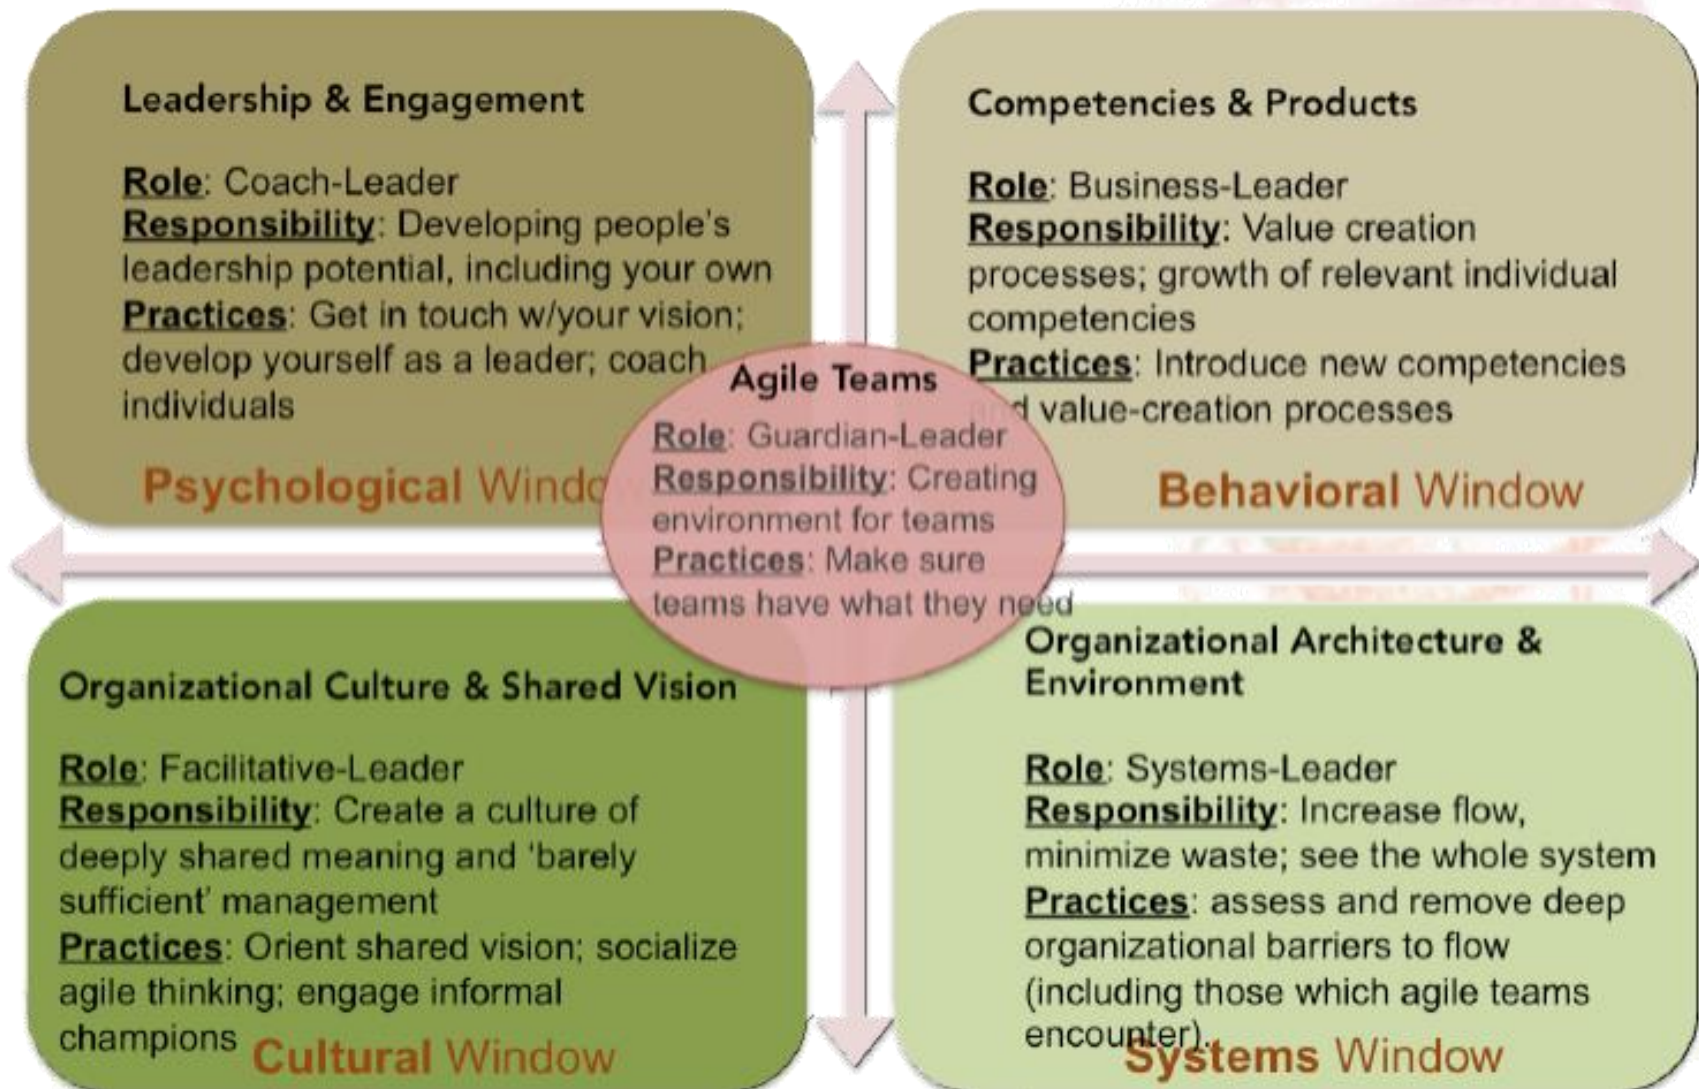 Leadership & Engagement
Role: Coach-Leader
Responsibility: Developing people's
leadership potential, including your own
Practices: Get in touch w/your vision;
develop yourself as a leader; coach
individuals
Psychological Window
Competencies & Products
Role: Business-Leader
Responsibility: Value creation
processes; growth of relevant individual
competencies
Practices: Introduce new competencies
and value-creation processes
Behavioral Window
Agile Teams
Role: Guardian-Leader
Responsibility: Creating
environment for teams
Practices: Make sure
teams have what they need
Organizational Culture & Shared Vision
Role: Facilitative-Leader
Responsibility: Create a culture of
deeply shared meaning and ‘barely
sufficient’ management
Practices: Orient shared vision; socialize
agile thinking; engage informal
champions
Cultural Window
Organizational Architecture &
Environment
Role: Systems-Leader
Responsibility: Increase flow,
minimize waste; see the whole system
Practices: assess and remove deep
organizational barriers to flow
(including those which agile teams
encounter).
Systems Window